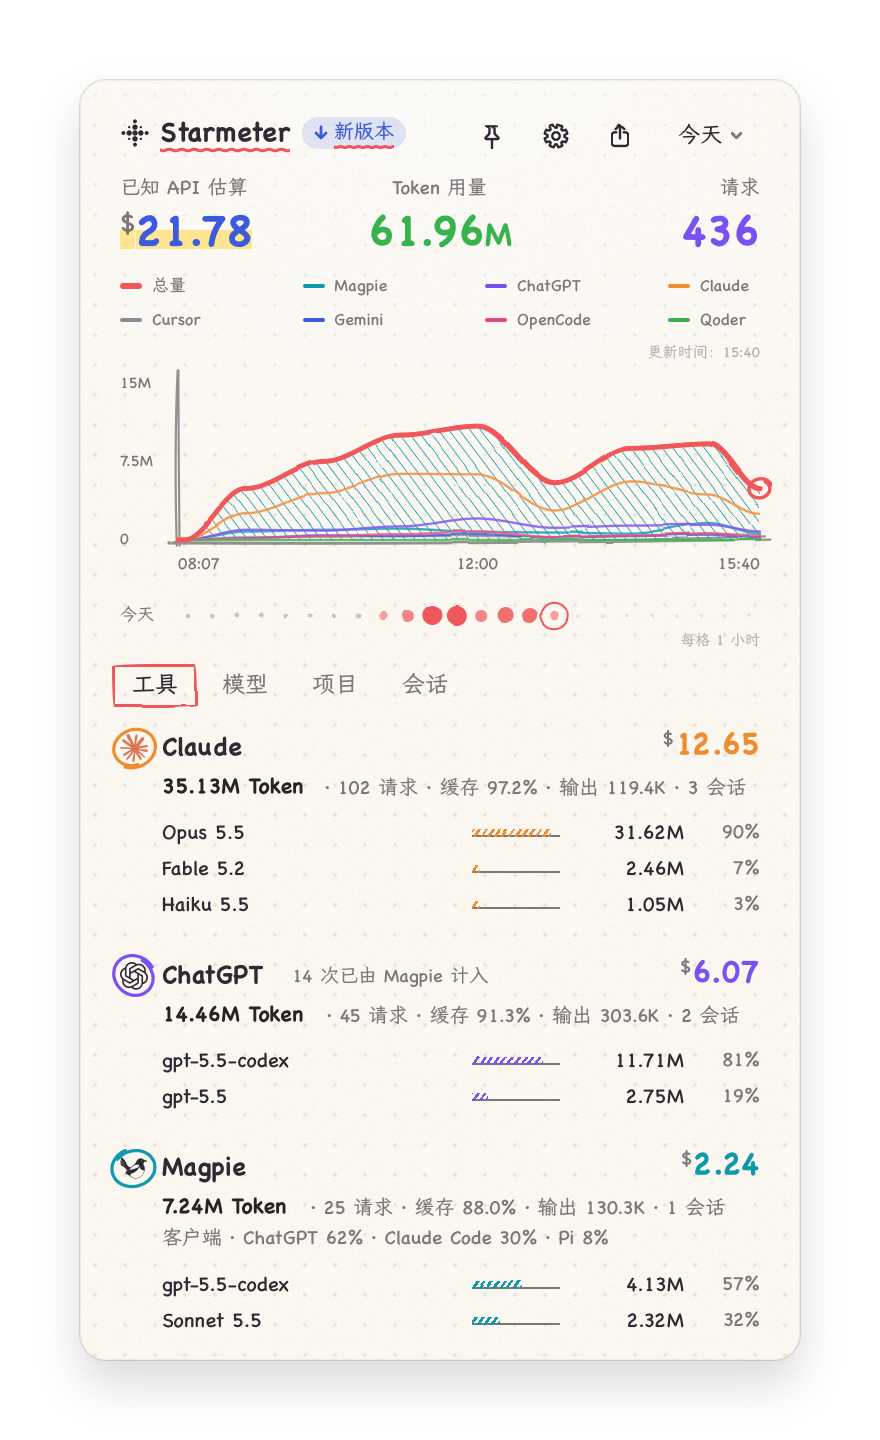 Starmeter 新版本 今天
已知 API 估算 Token 用量 请求
$21.78 61.96M 436
总量 Magpie ChatGPT Claude
Cursor Gemini OpenCode Qoder
更新时间: 15:40
15M
7.5M
0
08:07 12:00 15:40
今天
每格 1 小时
工具 模型 项目 会话
Claude $12.65
35.13M Token · 102 请求 · 缓存 97.2% · 输出 119.4K · 3 会话
Opus 5.5 31.62M 90%
Fable 5.2 2.46M 7%
Haiku 5.5 1.05M 3%
ChatGPT 14 次已由 Magpie 计入 $6.07
14.46M Token · 45 请求 · 缓存 91.3% · 输出 303.6K · 2 会话
gpt-5.5-codex 11.71M 81%
gpt-5.5 2.75M 19%
Magpie $2.24
7.24M Token · 25 请求 · 缓存 88.0% · 输出 130.3K · 1 会话
客户端 · ChatGPT 62% · Claude Code 30% · Pi 8%
gpt-5.5-codex 4.13M 57%
Sonnet 5.5 2.32M 32%